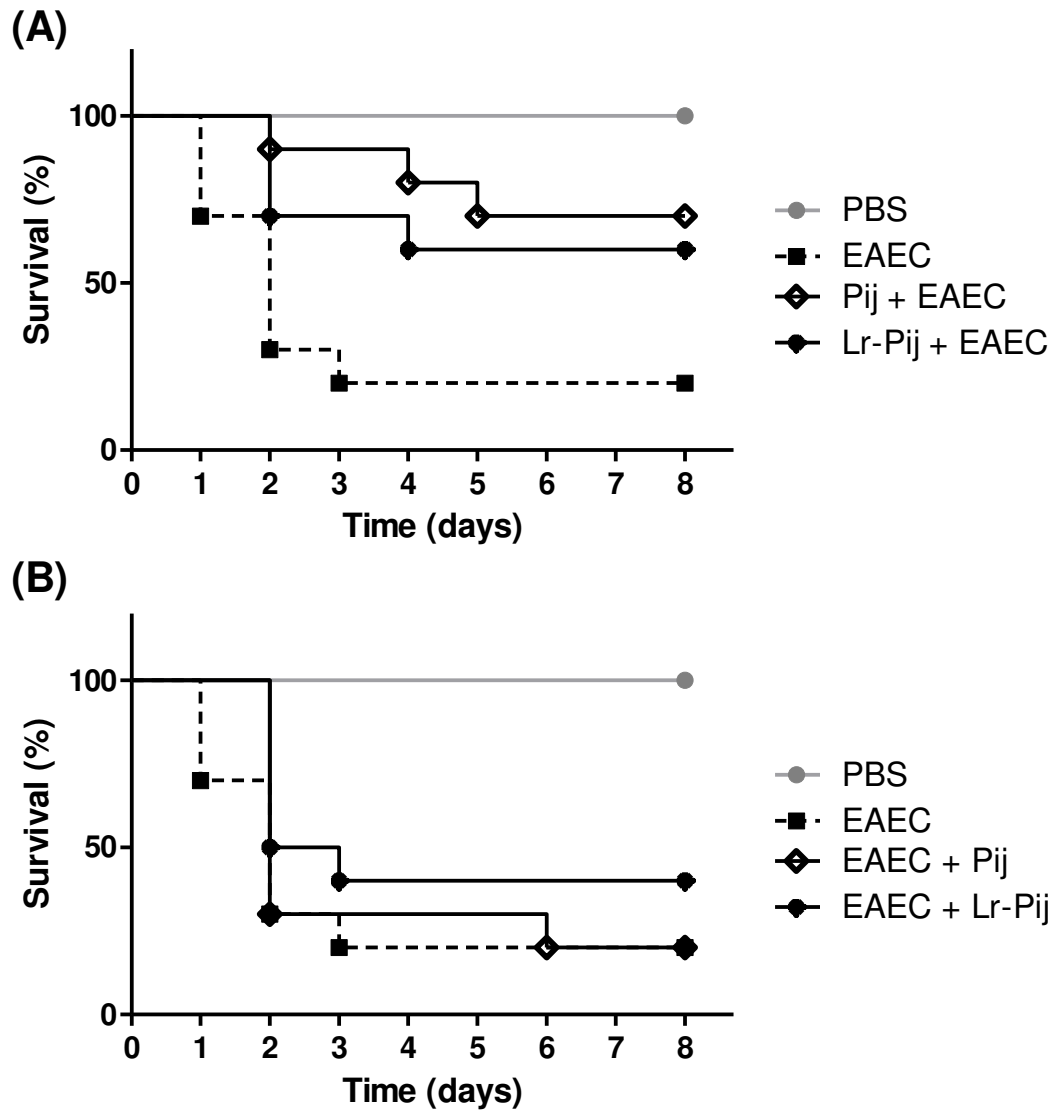 (A)
100
50
0
Survival (%)
0 1 2 3 4 5 6 7 8
Time (days)
PBS
EAEC
Pij + EAEC
Lr-Pij + EAEC
(B)
100
50
0
Survival (%)
0 1 2 3 4 5 6 7 8
Time (days)
PBS
EAEC
EAEC + Pij
EAEC + Lr-Pij